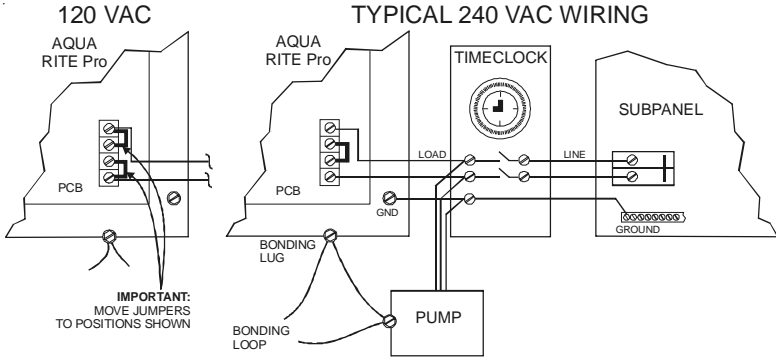 120 VAC
AQUA
RITE Pro
PCB
IMPORTANT:
MOVE JUMPERS
TO POSITIONS SHOWN
TYPICAL 240 VAC WIRING
AQUA
RITE Pro
PCB
GND
BONDING
LUG
BONDING
LOOP
TIMECLOCK
LOAD
LINE
PUMP
SUBPANEL
GROUND